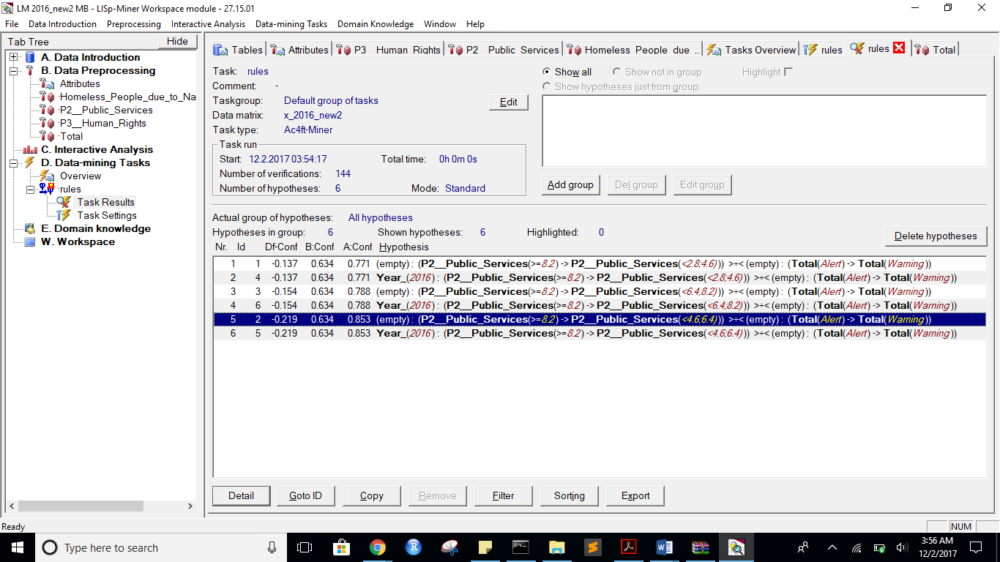 LM 2016_new2 MB - LISp-Miner Workspace module - 27.15.01
File Data Introduction Preprocessing Interactive Analysis Data-mining Tasks Domain Knowledge Window Help
Tab Tree Hide
A. Data Introduction
B. Data Preprocessing
Attributes
Homeless_People_due_to_Na
P2__Public_Services
P3__Human_Rights
Total
C. Interactive Analysis
D. Data-mining Tasks
Overview
rules
Task Results
Task Settings
E. Domain knowledge
W. Workspace
Tables Attributes P3 Human Rights P2 Public Services Homeless People due .. Tasks Overview rules rules Total
Task: rules
Comment: -
Taskgroup: Default group of tasks Edit
Data matrix: x_2016_new2
Task type: Ac4ft-Miner
Task run
Start: 12.2.2017 03:54:17 Total time: 0h 0m 0s
Number of verifications: 144
Number of hypotheses: 6 Mode: Standard
Show all Show not in group Highlight
Show hypotheses just from group:
Add group Del group Edit group
Actual group of hypotheses: All hypotheses
Hypotheses in group: 6 Shown hypotheses: 6 Highlighted: 0 Delete hypotheses
Nr. Id Df-Conf B:Conf A:Conf Hypothesis
1 1 -0.137 0.634 0.771 (empty) : (P2__Public_Services(>=8.2) -> P2__Public_Services(<2.8;4.6))) >÷< (empty) : (Total(Alert) -> Total(Warning))
2 4 -0.137 0.634 0.771 Year_(2016) : (P2__Public_Services(>=8.2) -> P2__Public_Services(<2.8;4.6))) >÷< (empty) : (Total(Alert) -> Total(Warning))
3 3 -0.154 0.634 0.788 (empty) : (P2__Public_Services(>=8.2) -> P2__Public_Services(<6.4;8.2))) >÷< (empty) : (Total(Alert) -> Total(Warning))
4 6 -0.154 0.634 0.788 Year_(2016) : (P2__Public_Services(>=8.2) -> P2__Public_Services(<6.4;8.2))) >÷< (empty) : (Total(Alert) -> Total(Warning))
5 2 -0.219 0.634 0.853 (empty) : (P2__Public_Services(>=8.2) -> P2__Public_Services(<4.6;6.4))) >÷< (empty) : (Total(Alert) -> Total(Warning))
6 5 -0.219 0.634 0.853 Year_(2016) : (P2__Public_Services(>=8.2) -> P2__Public_Services(<4.6;6.4))) >÷< (empty) : (Total(Alert) -> Total(Warning))
Detail Goto ID Copy Remove Filter Sorting Export
Ready NUM
Type here to search
3:56 AM
12/2/2017